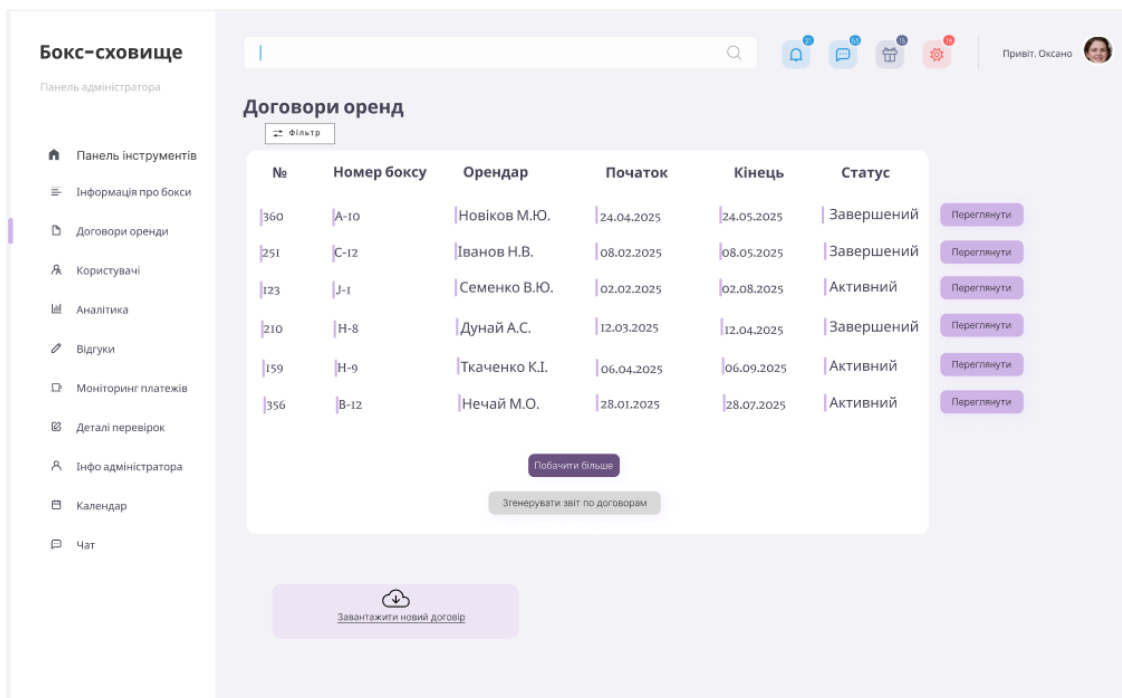 Бокс-сховище
Панель адміністратора
21 53 15 19
Привіт, Оксано
Панель інструментів
Інформація про бокси
Договори оренди
Користувачі
Аналітика
Відгуки
Моніторинг платежів
Деталі перевірок
Інфо адміністратора
Календар
Чат
Договори оренд
Фільтр
№ Номер боксу Орендар Початок Кінець Статус
360 A-10 Новіков М.Ю. 24.04.2025 24.05.2025 Завершений Переглянути
251 C-12 Іванов Н.В. 08.02.2025 08.05.2025 Завершений Переглянути
123 J-1 Семенко В.Ю. 02.02.2025 02.08.2025 Активний Переглянути
210 H-8 Дунай А.С. 12.03.2025 12.04.2025 Завершений Переглянути
159 H-9 Ткаченко К.І. 06.04.2025 06.09.2025 Активний Переглянути
356 B-12 Нечай М.О. 28.01.2025 28.07.2025 Активний Переглянути
Побачити більше
Згенерувати звіт по договорам
Завантажити новий договір